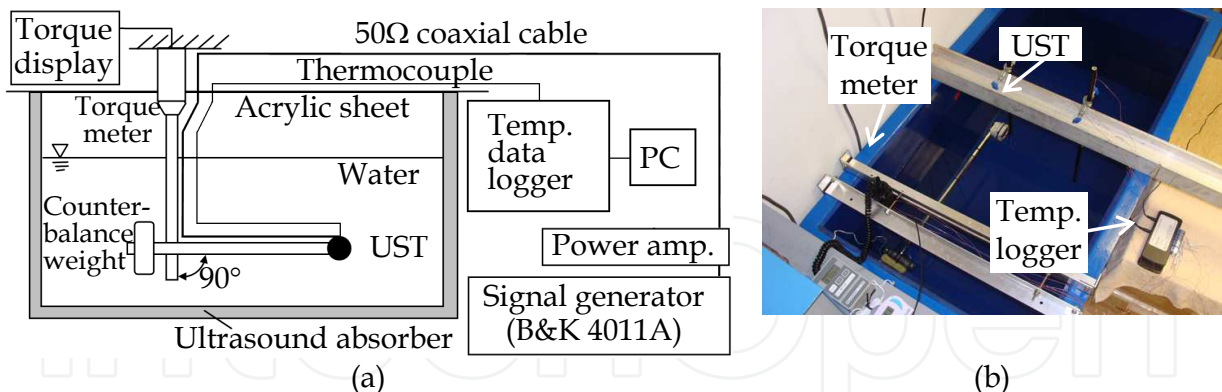 Torque
display
50Ω coaxial cable
Thermocouple
Torque
meter
Acrylic sheet
Temp.
data
logger
PC
Water
Counter-
balance
weight
90°
UST
Power amp.
Signal generator
(B&K 4011A)
Ultrasound absorber
(a)
Torque
meter
UST
Temp.
logger
(b)